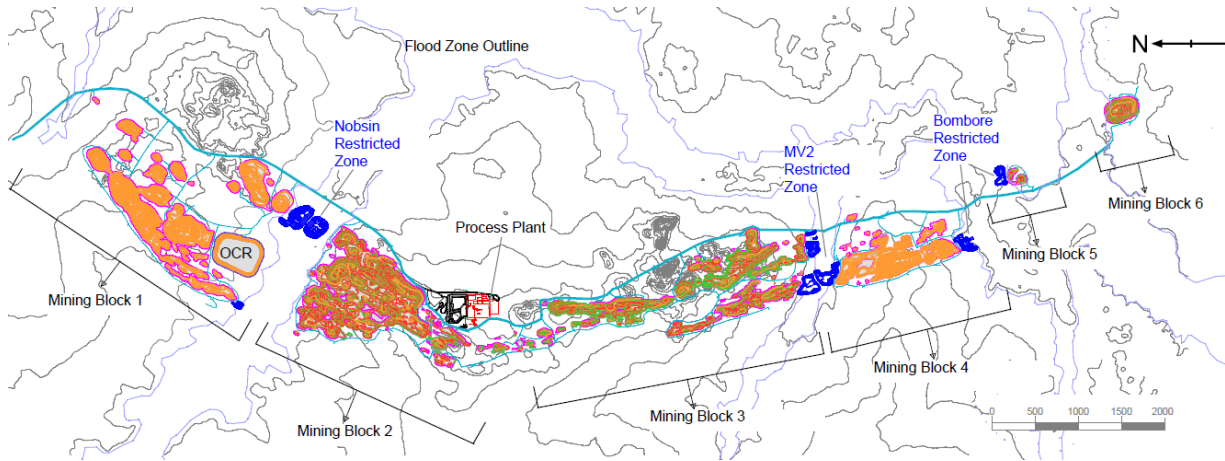 Flood Zone Outline
N
Nobsin
Restricted
Zone
Bombore
Restricted
Zone
MV2
Restricted
Zone
Mining Block 6
Process Plant
OCR
Mining Block 5
Mining Block 1
Mining Block 4
Mining Block 3
Mining Block 2
0 500 1000 1500 2000